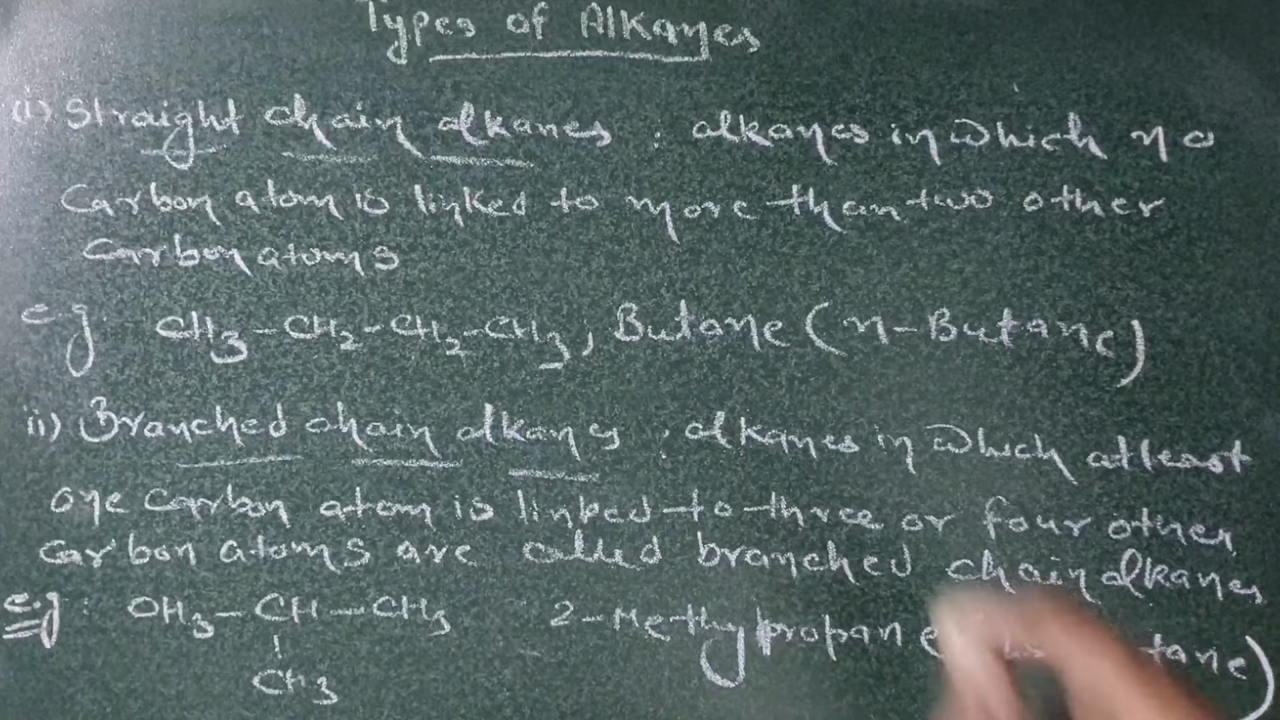 Types of Alkanes
(i) Straight chain alkanes : alkanes in which no
Carbon atom is linked to more than two other
Carbon atoms
e.g. CH3-CH2-CH2-CH3, Butane (n-Butane)
ii) Branched chain alkanes : alkanes in which atleast
one carbon atom is linked to three or four other
Carbon atoms are called branched chain alkanes
e.g : CH3-CH-CH3 2-Methylpropane
CH3